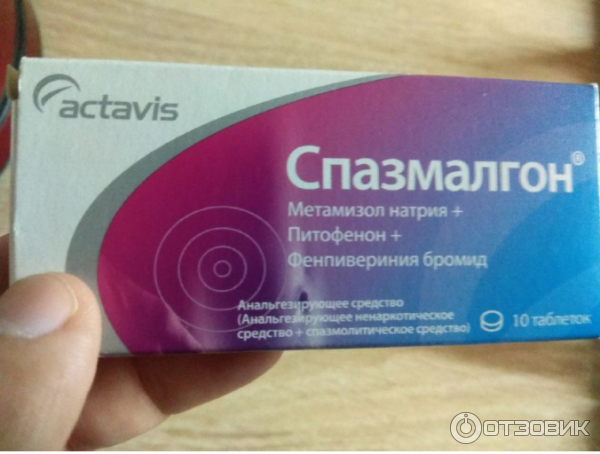 actavis
Спазмалгон®
Метамизол натрия +
Питофенон +
Фенпивериния бромид
Анальгезирующее средство
(Анальгезирующее ненаркотическое
средство + спазмолитическое средство)
10 таблеток
ОТЗОВИК